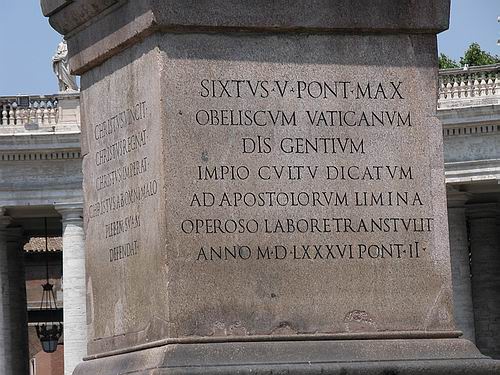 CHRISTVS VINCIT
CHRISTVS REGNAT
CHRISTVS IMPERAT
CHRISTVS AB OMNI MALO
PLEBEM SVAM
DEFENDAT
SIXTVS·V·PONT·MAX
OBELISCVM VATICANVM
DIS GENTIVM
IMPIO CVLTV DICATVM
AD APOSTOLORVM LIMINA
OPEROSO LABORE TRANSTVLIT
ANNO M·D·LXXXVI PONT·II·